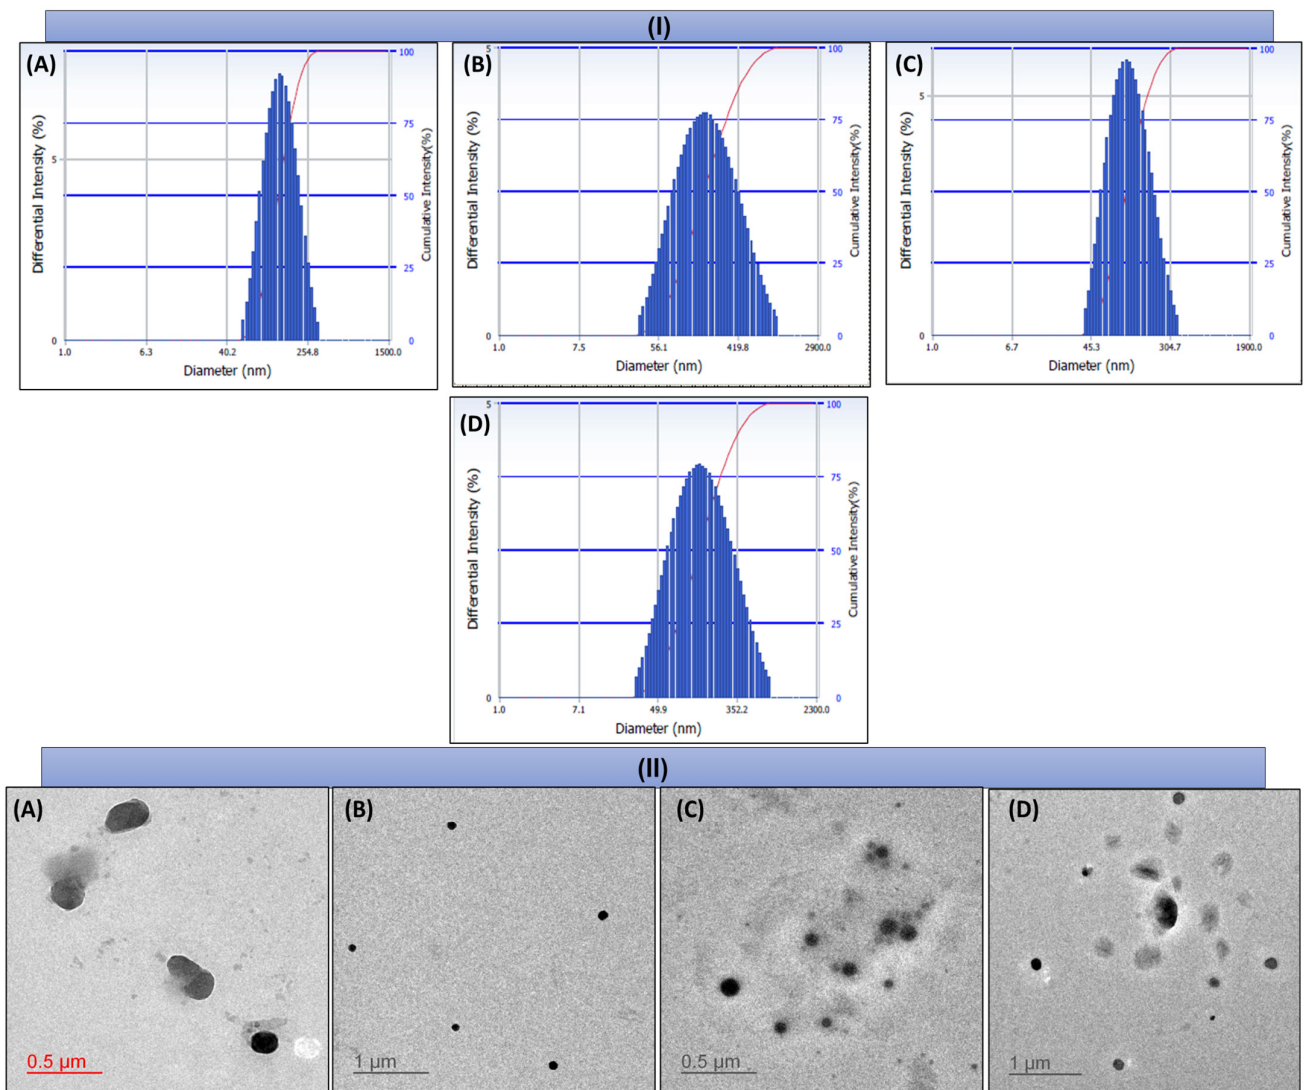 (I)
(A)
Differential Intensity (%)
5
0
100
75
50
25
0
Cumulative Intensity(%)
1.0 6.3 40.2 254.8 1500.0
Diameter (nm)
(B)
Differential Intensity (%)
5
0
100
75
50
25
0
Cumulative Intensity(%)
1.0 7.5 56.1 419.8 2900.0
Diameter (nm)
(C)
Differential Intensity (%)
5
0
100
75
50
25
0
Cumulative Intensity(%)
1.0 6.7 45.3 304.7 1900.0
Diameter (nm)
(D)
Differential Intensity (%)
5
0
100
75
50
25
0
Cumulative Intensity(%)
1.0 7.1 49.9 352.2 2300.0
Diameter (nm)
(II)
(A)
0.5 µm
(B)
1 µm
(C)
0.5 µm
(D)
1 µm